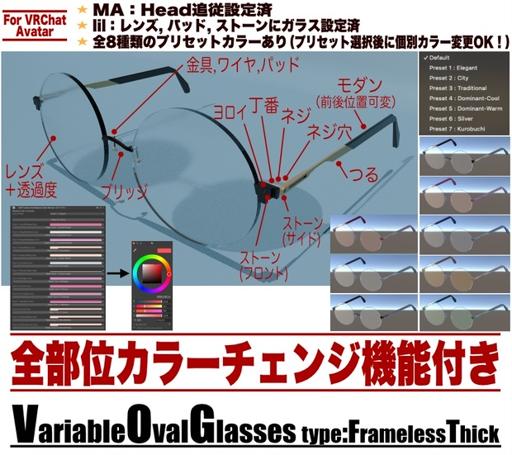 For VRChat
Avatar
★ MA：Head追従設定済
★ lil：レンズ,パッド,ストーンにガラス設定済
★ 全8種類のプリセットカラーあり(プリセット選択後に個別カラー変更OK！)
金具,ワイヤ,パッド
モダン
(前後位置可変)
丁番
ヨロイ
ネジ
ネジ穴
つる
レンズ
＋透過度
ブリッジ
ストーン
(サイド)
ストーン
(フロント)
✓ Default
Preset 1 : Elegant
Preset 2 : City
Preset 3 : Traditional
Preset 4 : Dominant-Cool
Preset 5 : Dominant-Warm
Preset 6 : Silver
Preset 7 : Kurobuchi
全部位カラーチェンジ機能付き
VariableOvalGlasses type:FramelessThick